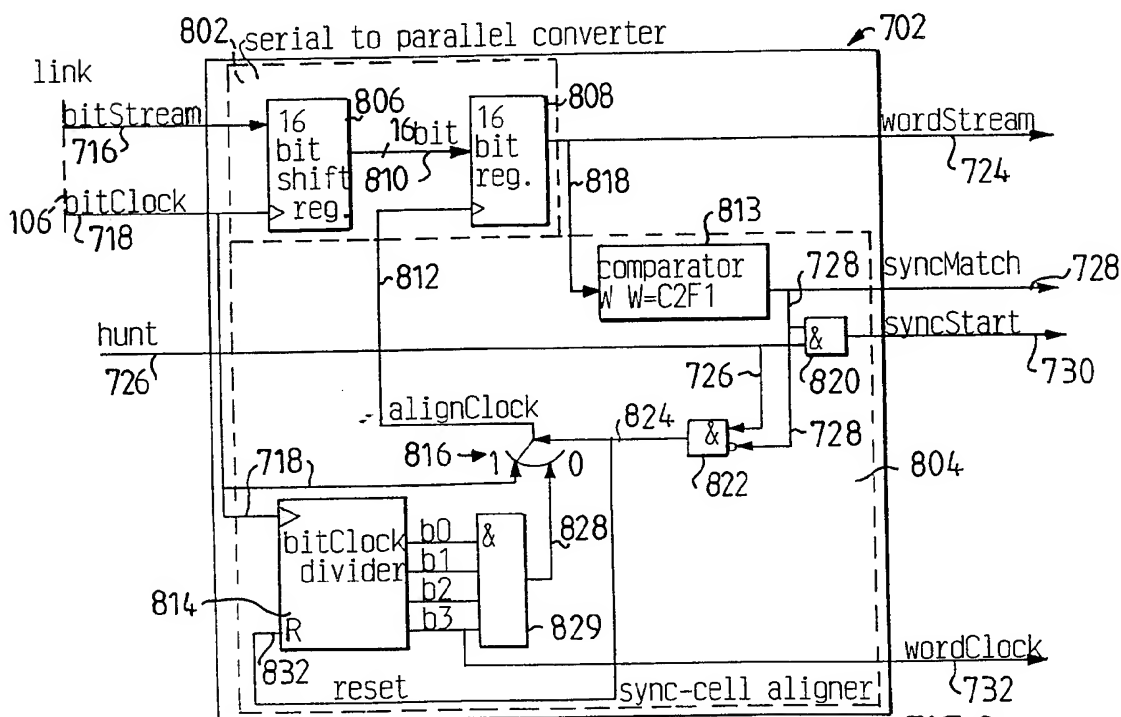 802
serial to parallel converter
702
link
bitStream
716
16
bit
shift
reg.
806
16
bit
810
16
bit
reg.
808
wordStream
724
818
106
bitClock
718
813
comparator
W W=C2F1
728
syncMatch
728
812
hunt
726
&
820
syncStart
730
726
728
alignClock
824
&
822
816
1
0
804
718
bitClock
divider
R
814
832
b0
b1
b2
b3
&
829
828
wordClock
732
reset
sync-cell aligner